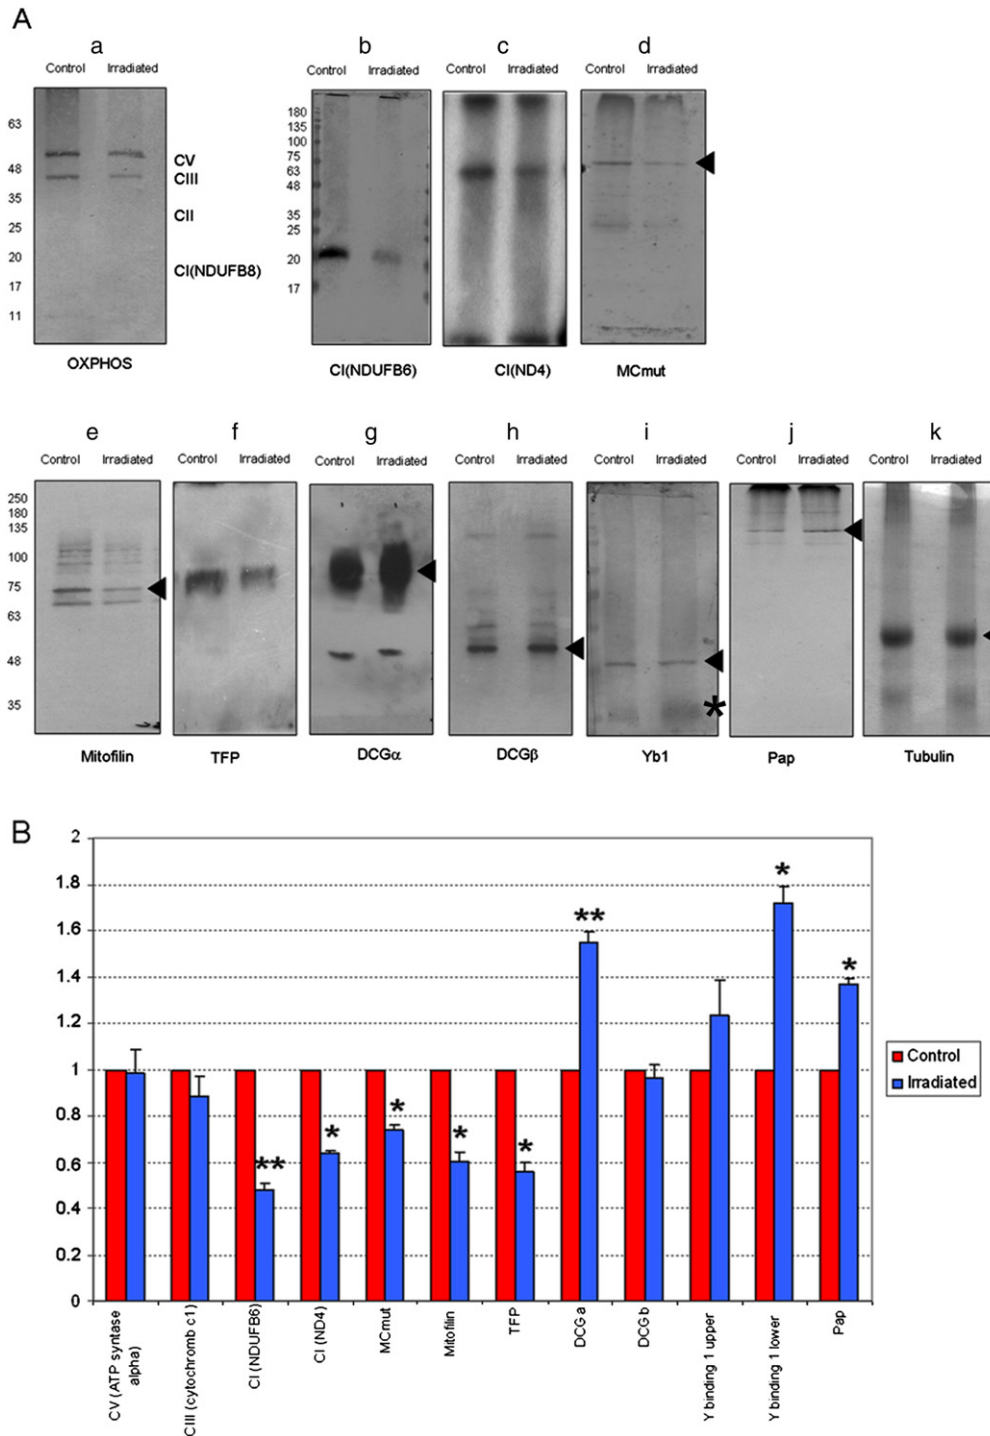 A
a b c d
Control Irradiated Control Irradiated Control Irradiated Control Irradiated
63
48
35
25
20
17
11
CV
CIII
CII
CI(NDUFB8)
180
135
100
75
63
48
35
25
20
17
OXPHOS CI(NDUFB6) CI(ND4) MCmut
e f g h i j k
Control Irradiated Control Irradiated Control Irradiated Control Irradiated Control Irradiated Control Irradiated Control Irradiated
250
180
135
100
75
63
48
35
*
Mitofilin TFP DCGα DCGβ Yb1 Pap Tubulin
B
2
1.8
1.6
1.4
1.2
1
0.8
0.6
0.4
0.2
0
** * * * * ** * *
Control
Irradiated
CV (ATP syntase alpha)
CIII (cytochromb c1)
CI (NDUFB6)
CI (ND4)
MCmut
Mitofilin
TFP
DCG a
DCG b
Y binding 1 upper
Y binding 1 lower
Pap